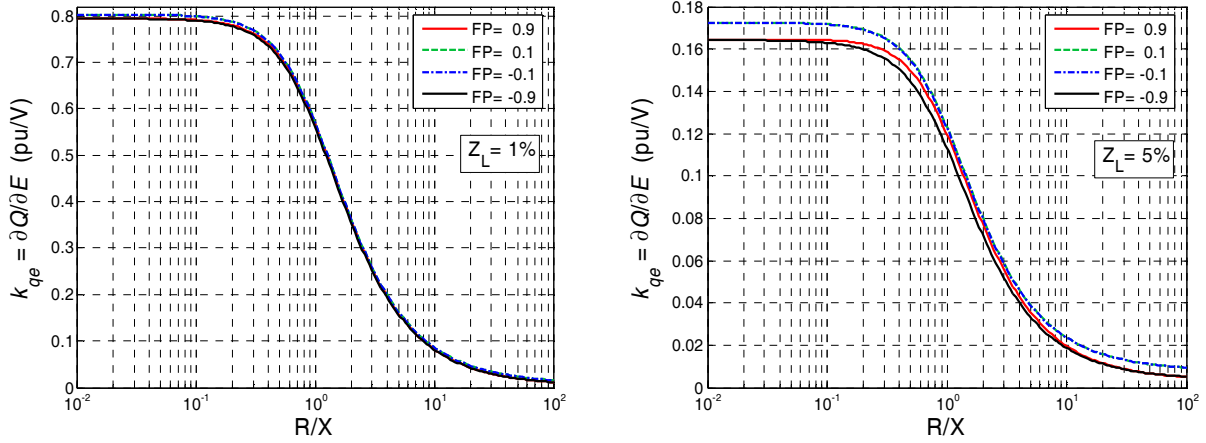 0.8
0.7
0.6
0.5
0.4
0.3
0.2
0.1
0
k_qe = ∂Q/∂E (pu/V)
10^-2
10^-1
10^0
10^1
10^2
R/X
FP= 0.9
FP= 0.1
FP= -0.1
FP= -0.9
Z_L= 1%
0.18
0.16
0.14
0.12
0.1
0.08
0.06
0.04
0.02
0
k_qe = ∂Q/∂E (pu/V)
10^-2
10^-1
10^0
10^1
10^2
R/X
FP= 0.9
FP= 0.1
FP= -0.1
FP= -0.9
Z_L= 5%